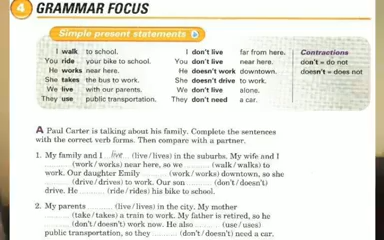 4 GRAMMAR FOCUS
Simple present statements
I walk to school. I don't live far from here. Contractions
You ride your bike to school. You don't live near here. don't = do not
He works near here. He doesn't work downtown. doesn't = does not
She takes the bus to work. She doesn't drive to work.
We live with our parents. We don't live alone.
They use public transportation. They don't need a car.
A Paul Carter is talking about his family. Complete the sentences
with the correct verb forms. Then compare with a partner.
1. My family and I live (live / lives) in the suburbs. My wife and I
(work / works) near here, so we (walk / walks) to
work. Our daughter Emily (work / works) downtown, so she
(drive / drives) to work. Our son (don't / doesn't)
drive. He (ride / rides) his bike to school.
2. My parents (live / lives) in the city. My mother
(take / takes) a train to work. My father is retired, so he
(don't / doesn't) work now. He also (use / uses)
public transportation, so they (don't / doesn't) need a car.